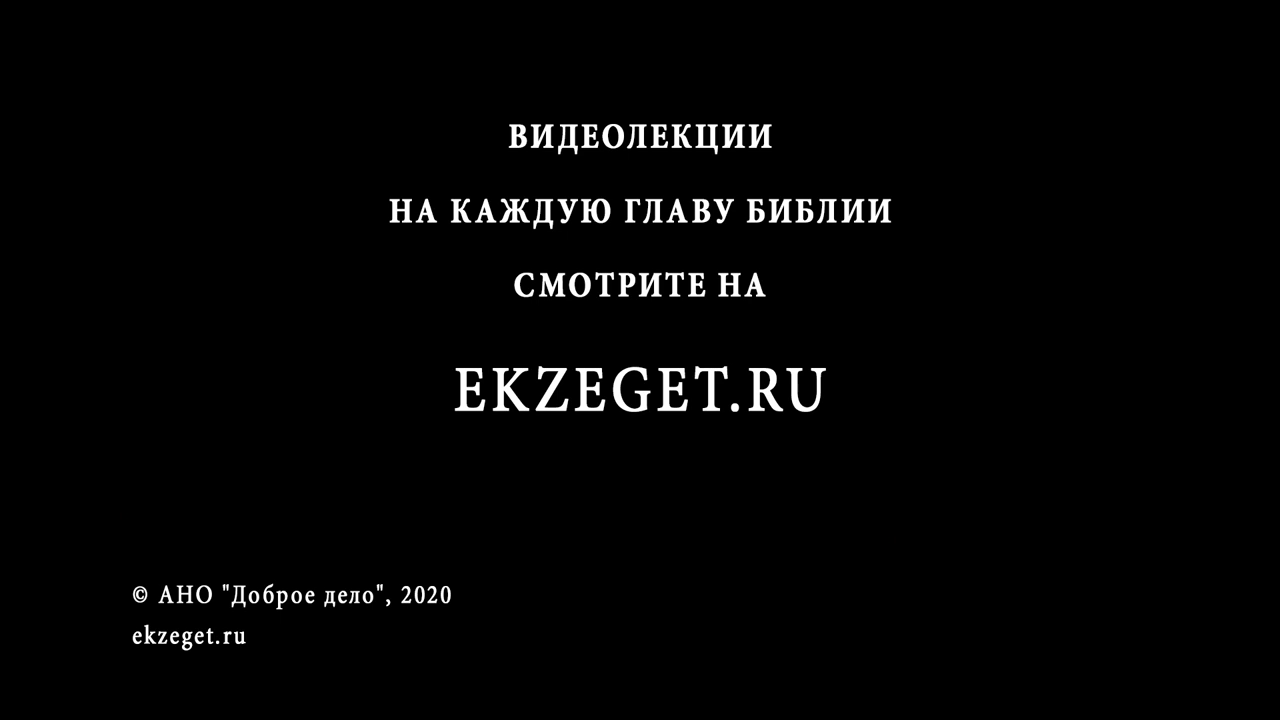 ВИДЕОЛЕКЦИИ
НА КАЖДУЮ ГЛАВУ БИБЛИИ
СМОТРИТЕ НА
EKZEGET.RU
© АНО "Доброе дело", 2020
ekzeget.ru